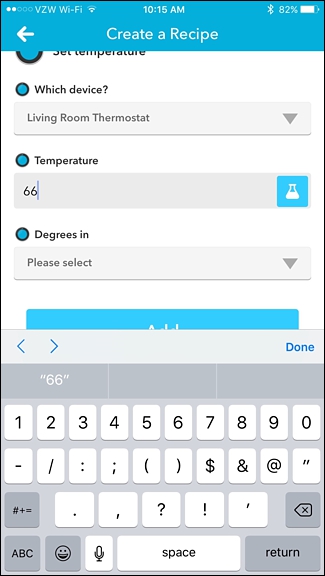 VZW Wi-Fi 10:15 AM 82%
Create a Recipe
Set temperature
Which device?
Living Room Thermostat
Temperature
66
Degrees in
Please select
Add
Done
“66”
1 2 3 4 5 6 7 8 9 0
- / : ; ( ) $ & @ "
#+= . , ? ! '
ABC space return